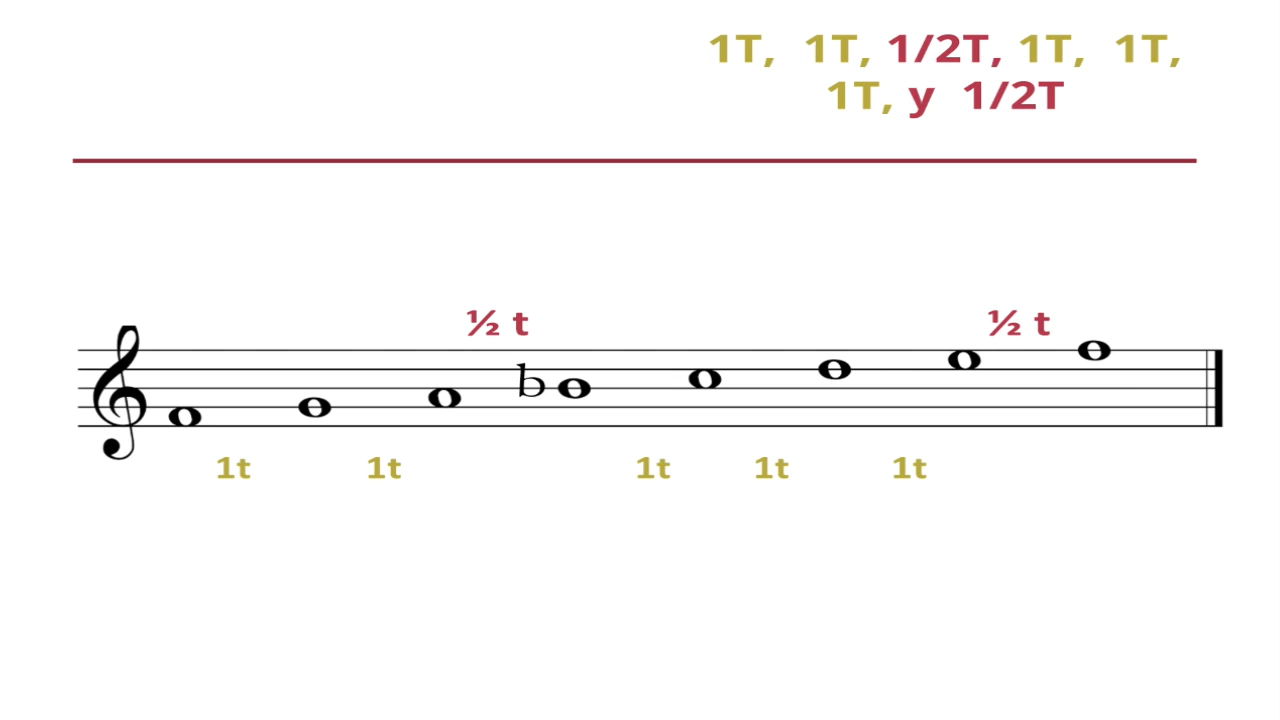 1T, 1T, 1/2T, 1T, 1T,
1T, y 1/2T
½ t ½ t
1t 1t 1t 1t 1t